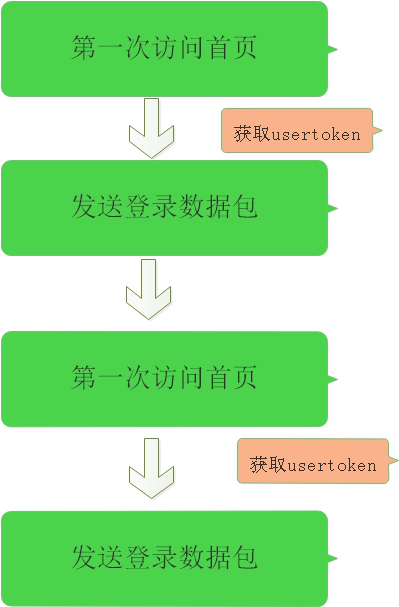 第一次访问首页
获取usertoken
发送登录数据包
第一次访问首页
获取usertoken
发送登录数据包